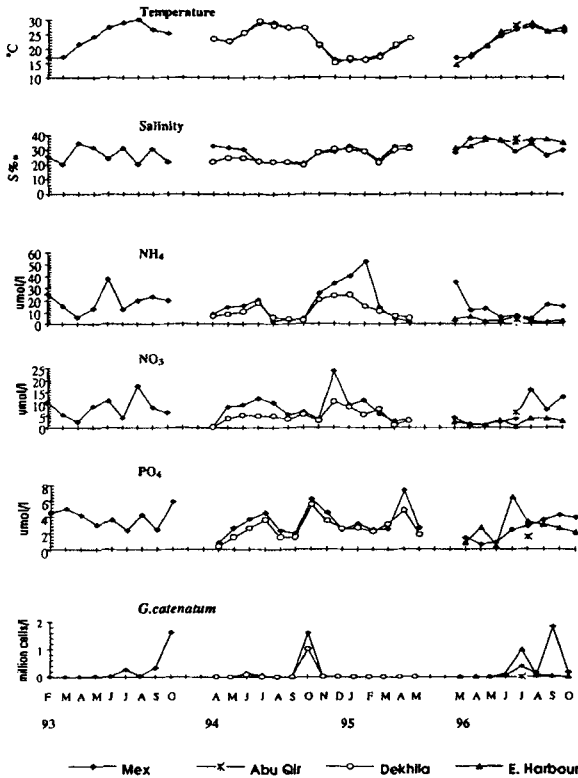 Temperature
°C
30
25
20
15
10
Salinity
S‰
40
30
20
10
0
NH4
umol/l
60
50
40
30
20
10
0
NO3
umol/l
25
20
15
10
5
0
PO4
umol/l
8
6
4
2
0
G.catenatum
million cells/l
2
1
0
F M A M J J A S O A M J J A S O N D J F M A M M A M J J A S O
93 94 95 96
Mex Abu Qir Dekhila E. Harbour